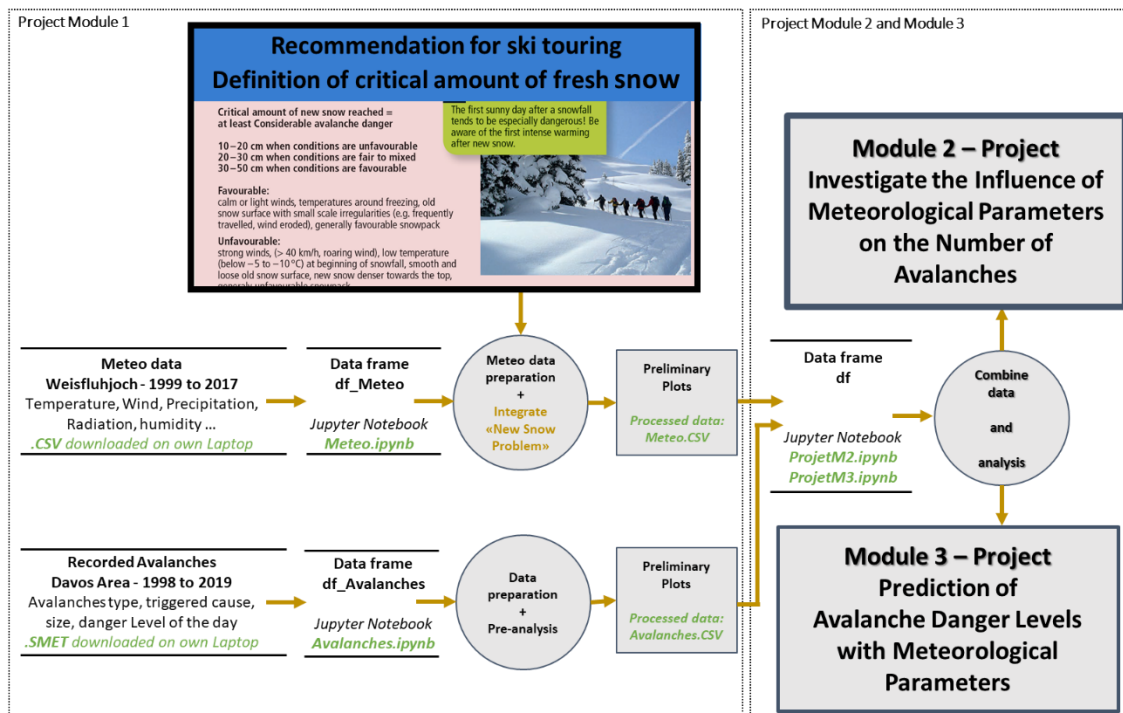 Project Module 1
Project Module 2 and Module 3
Recommendation for ski touring
Definition of critical amount of fresh snow
Critical amount of new snow reached =
at least Considerable avalanche danger
10–20 cm when conditions are unfavourable
20–30 cm when conditions are fair to mixed
30–50 cm when conditions are favourable
Favourable:
calm or light winds, temperatures around freezing, old
snow surface with small scale irregularities (e.g. frequently
travelled, wind eroded), generally favourable snowpack
Unfavourable:
strong winds, (> 40 km/h, roaring wind), low temperature
(below −5 to −10 °C) at beginning of snowfall, smooth and
loose old snow surface, new snow denser towards the top,
The first sunny day after a snowfall
tends to be especially dangerous! Be
aware of the first intense warming
after new snow.
Meteo data
Weisfluhjoch - 1999 to 2017
Temperature, Wind, Precipitation,
Radiation, humidity ...
.CSV downloaded on own Laptop
Data frame
df_Meteo
Jupyter Notebook
Meteo.ipynb
Meteo data
preparation
+
Integrate
«New Snow
Problem»
Preliminary
Plots
Processed data:
Meteo.CSV
Recorded Avalanches
Davos Area - 1998 to 2019
Avalanches type, triggered cause,
size, danger Level of the day
.SMET downloaded on own Laptop
Data frame
df_Avalanches
Jupyter Notebook
Avalanches.ipynb
Data
preparation
+
Pre-analysis
Preliminary
Plots
Processed data:
Avalanches.CSV
Module 2 – Project
Investigate the Influence of
Meteorological Parameters
on the Number of
Avalanches
Data frame
df
Jupyter Notebook
ProjetM2.ipynb
ProjetM3.ipynb
Combine
data
and
analysis
Module 3 – Project
Prediction of
Avalanche Danger Levels
with Meteorological
Parameters